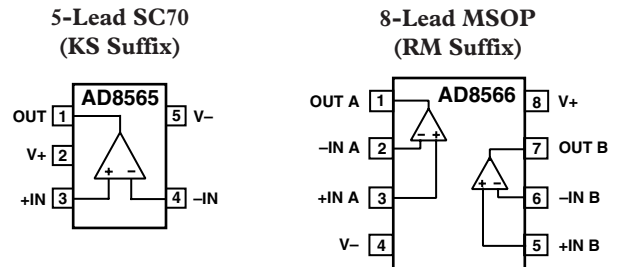 5-Lead SC70
(KS Suffix)
AD8565
OUT 1
5 V–
V+ 2
+IN 3
+ –
4 –IN
8-Lead MSOP
(RM Suffix)
AD8566
OUT A 1
8 V+
–IN A 2
– +
7 OUT B
+IN A 3
+ –
6 –IN B
V– 4
5 +IN B